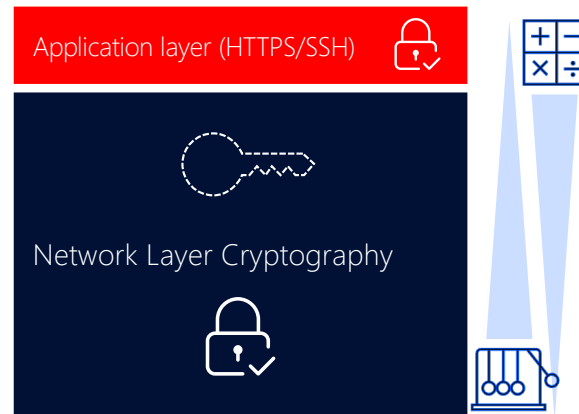 Application layer (HTTPS/SSH)
Network Layer Cryptography